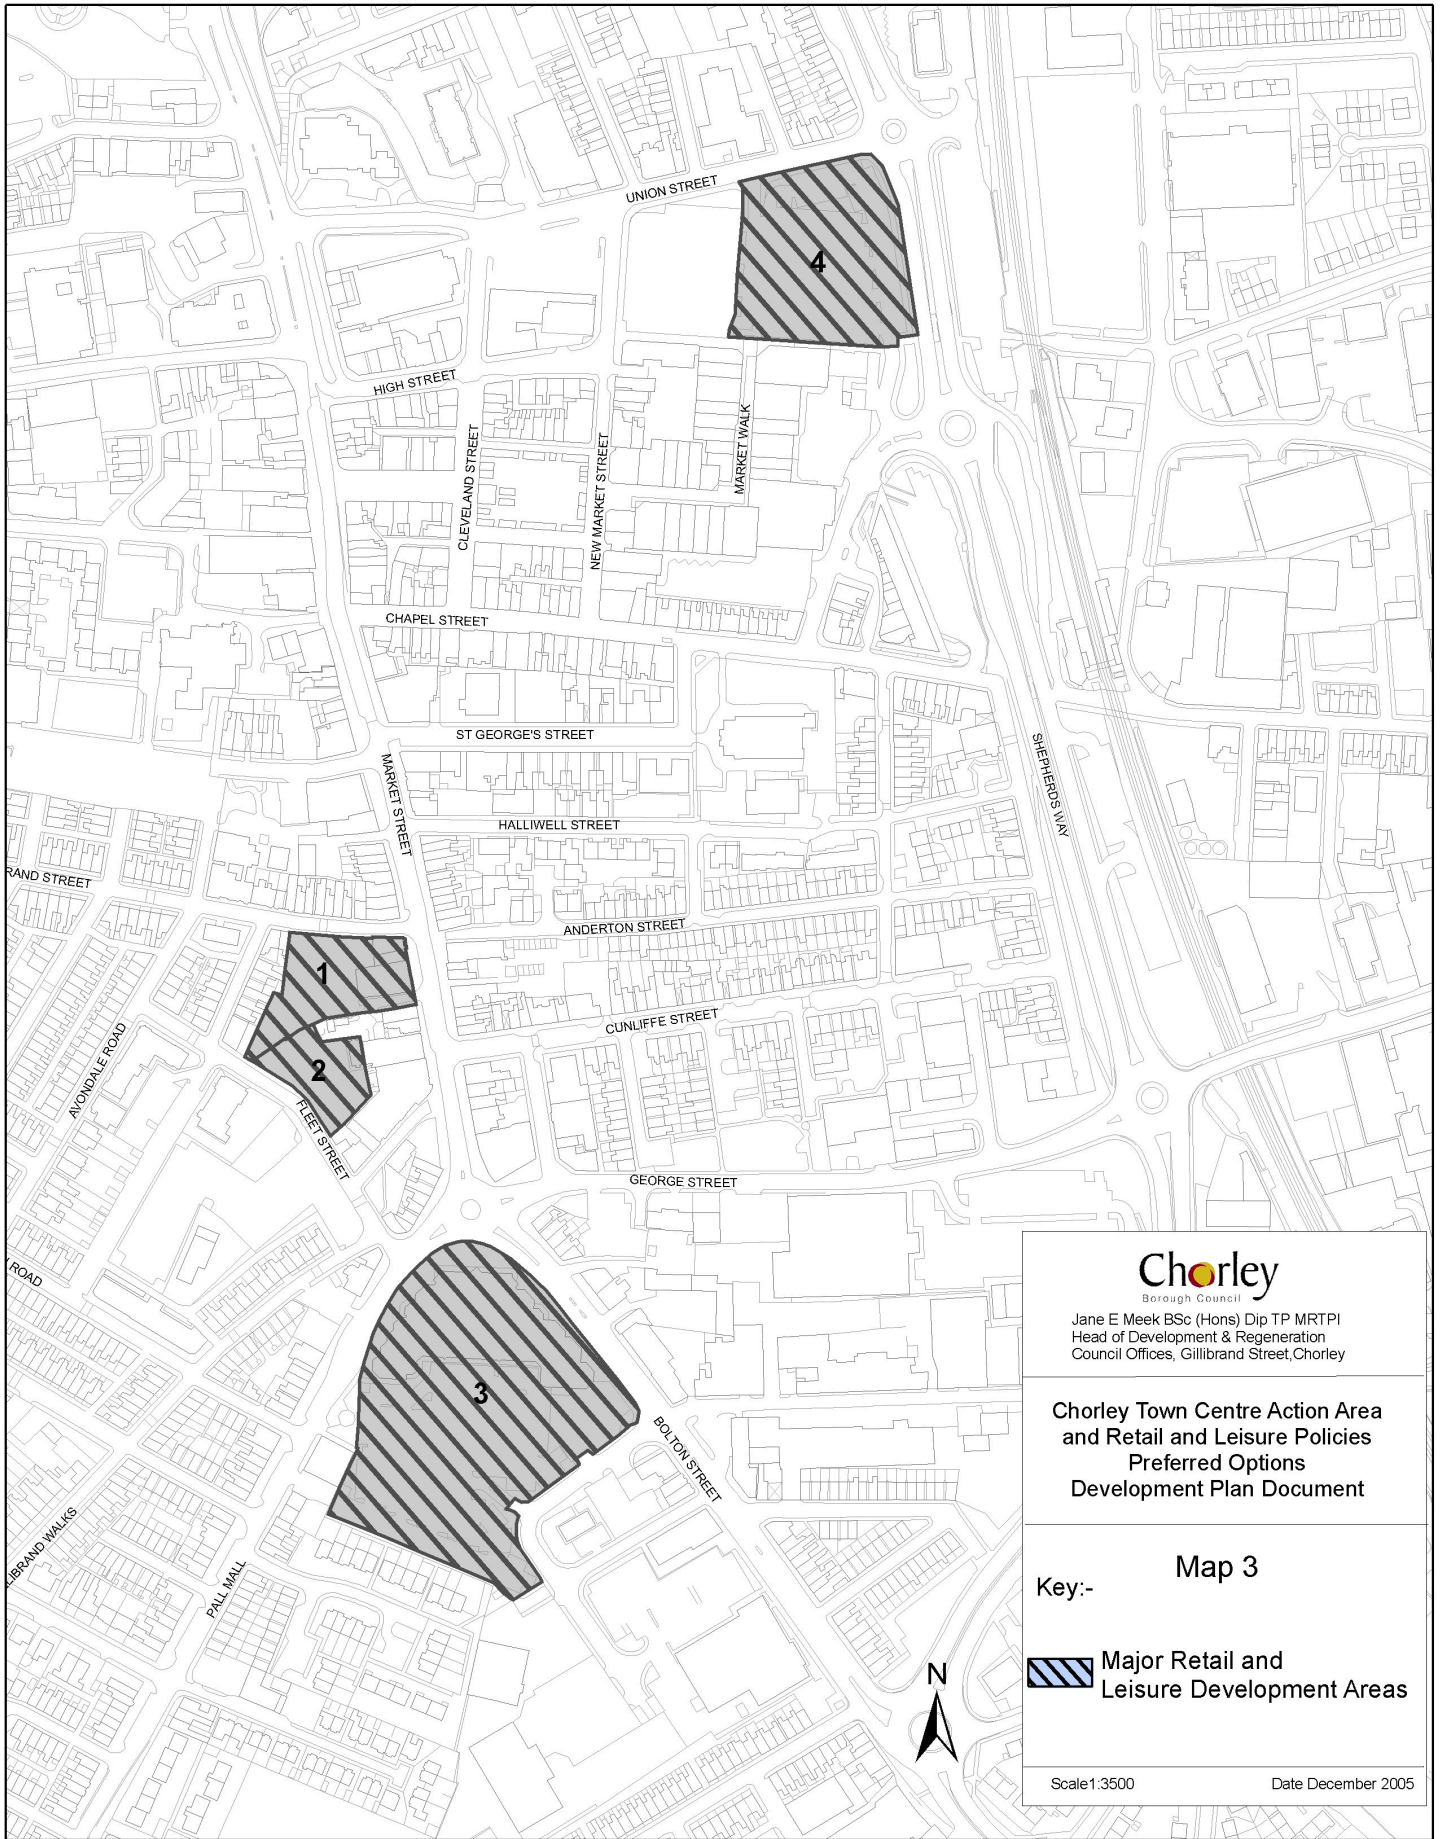 UNION STREET
4
HIGH STREET
MARKET WALK
CLEVELAND STREET
NEW MARKET STREET
CHAPEL STREET
ST GEORGE'S STREET
SHEPHERDS WAY
MARKET STREET
HALLIWELL STREET
RAND STREET
ANDERTON STREET
1
CUNLIFFE STREET
AVONDALE ROAD
2
FLEET STREET
GEORGE STREET
ROAD
3
BOLTON STREET
LIBRAND WALKS
PALL MALL
N
Chorley
Borough Council
Jane E Meek BSc (Hons) Dip TP MRTPI
Head of Development & Regeneration
Council Offices, Gillibrand Street,Chorley
Chorley Town Centre Action Area
and Retail and Leisure Policies
Preferred Options
Development Plan Document
Map 3
Key:-
Major Retail and
Leisure Development Areas
Scale1:3500
Date December 2005